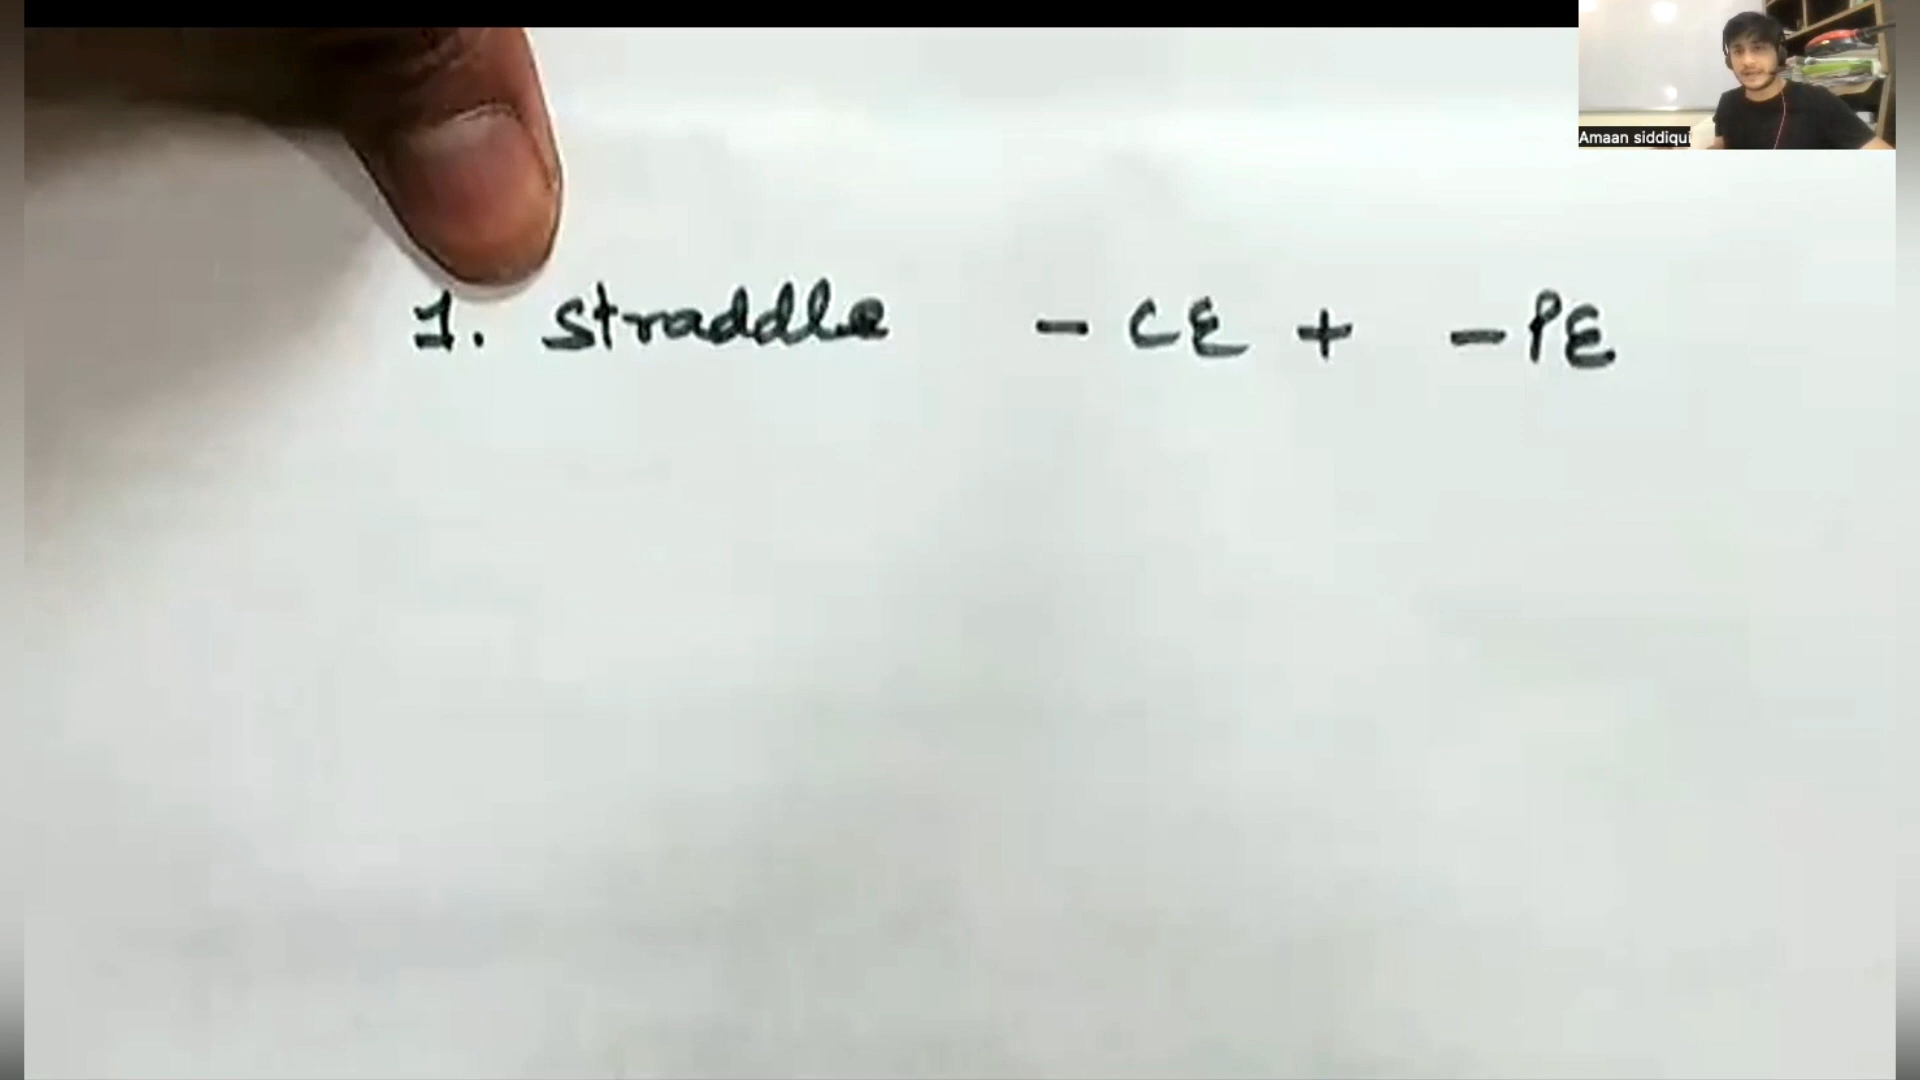 Amaan siddiqui
1. Straddle - CE + - PE